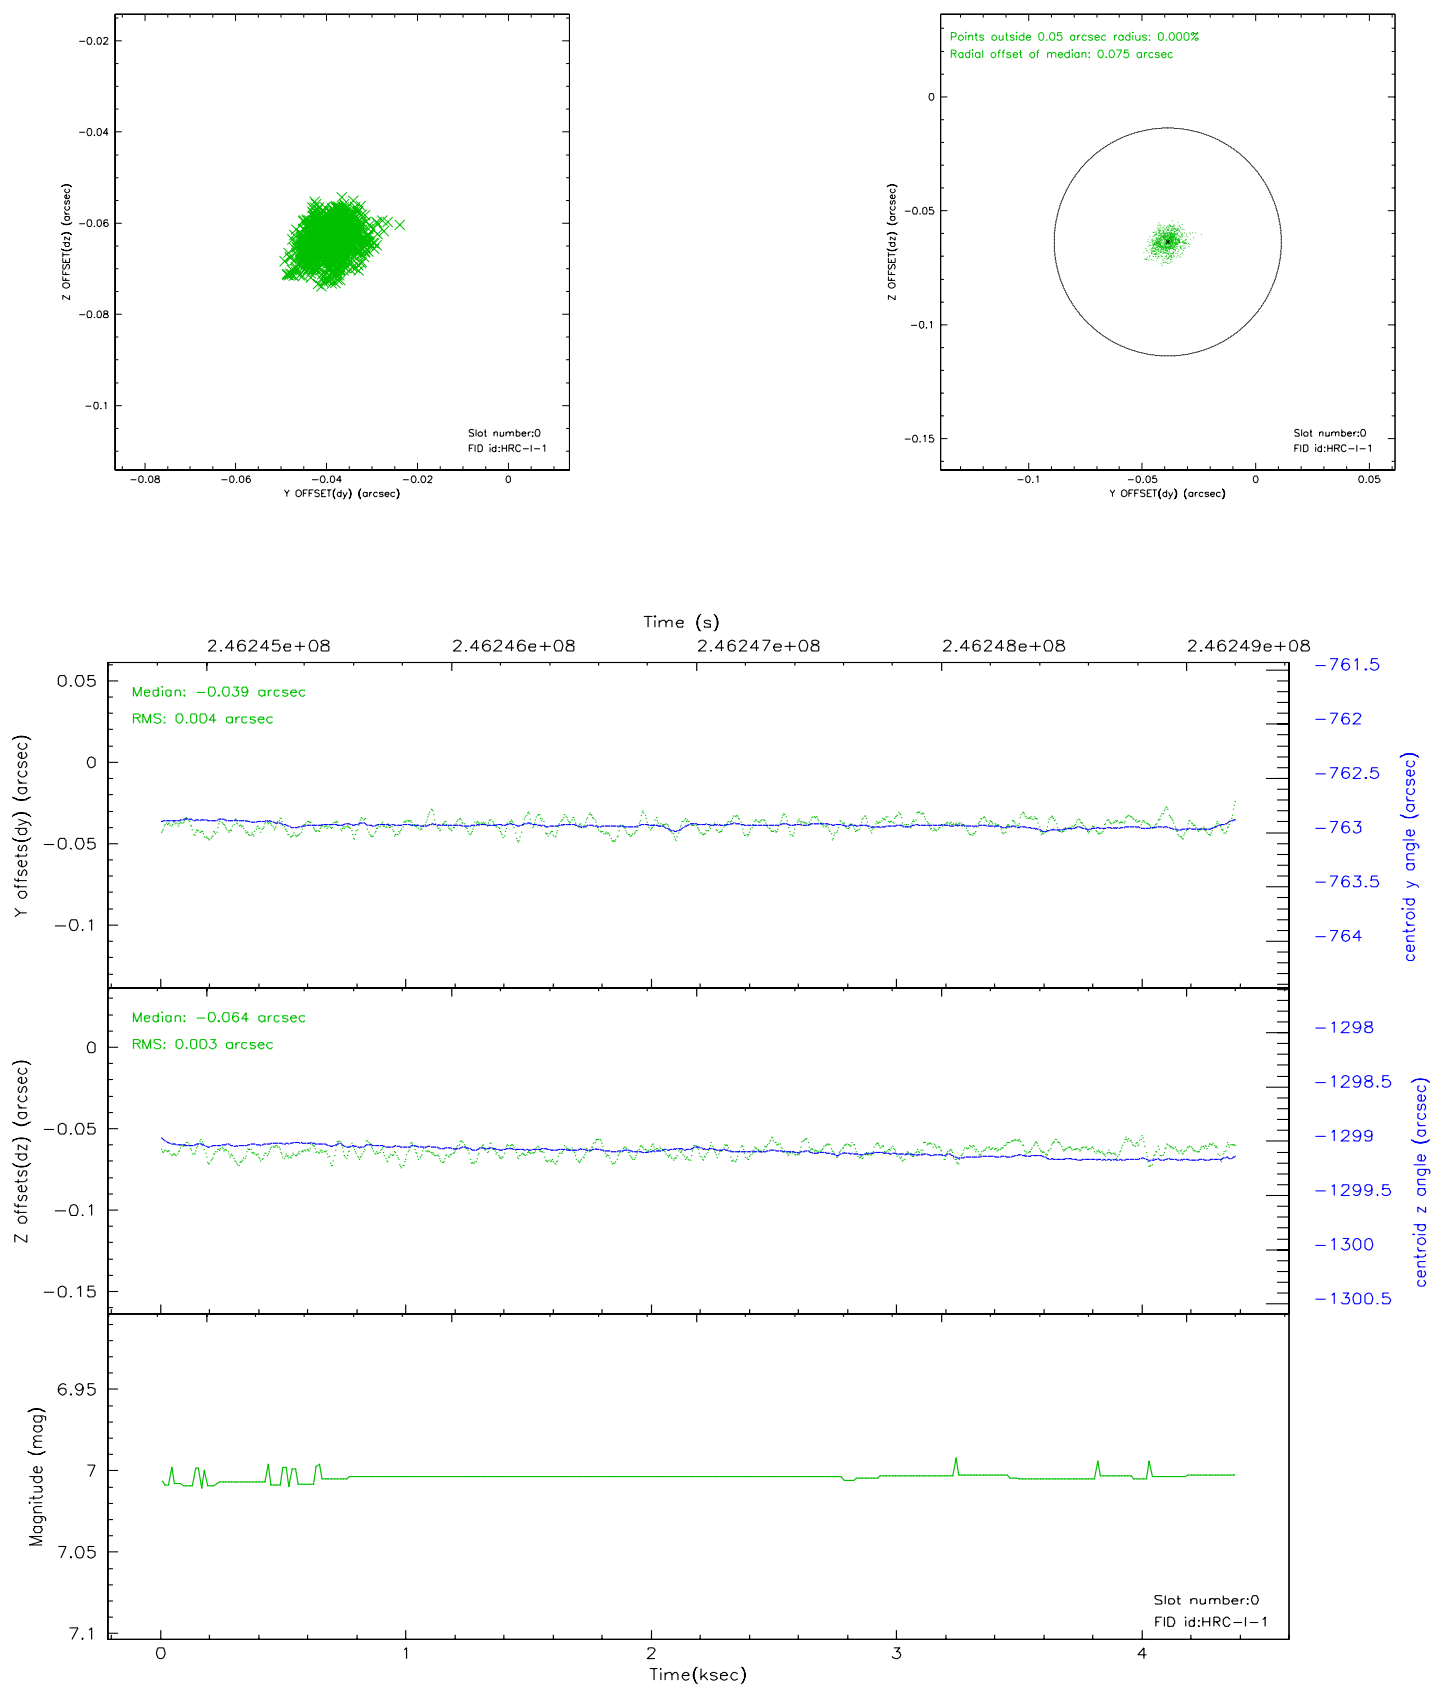 -0.02
-0.04
-0.06
-0.08
-0.1
Z OFFSET(dz) (arcsec)
Slot number:0
FID id:HRC-I-1
-0.08 -0.06 -0.04 -0.02 0
Y OFFSET(dy) (arcsec)
Points outside 0.05 arcsec radius: 0.000%
Radial offset of median: 0.075 arcsec
0
-0.05
-0.1
-0.15
Z OFFSET(dz) (arcsec)
Slot number:0
FID id:HRC-I-1
-0.1 -0.05 0 0.05
Y OFFSET(dy) (arcsec)
Time (s)
2.46245e+08 2.46246e+08 2.46247e+08 2.46248e+08 2.46249e+08
0.05
0
-0.05
-0.1
Y offsets(dy) (arcsec)
Median: -0.039 arcsec
RMS: 0.004 arcsec
-761.5
-762
-762.5
-763
-763.5
-764
centroid y angle (arcsec)
0
-0.05
-0.1
-0.15
Z offsets(dz) (arcsec)
Median: -0.064 arcsec
RMS: 0.003 arcsec
-1298
-1298.5
-1299
-1299.5
-1300
-1300.5
centroid z angle (arcsec)
6.95
7
7.05
7.1
Magnitude (mag)
Slot number:0
FID id:HRC-I-1
0 1 2 3 4
Time(ksec)